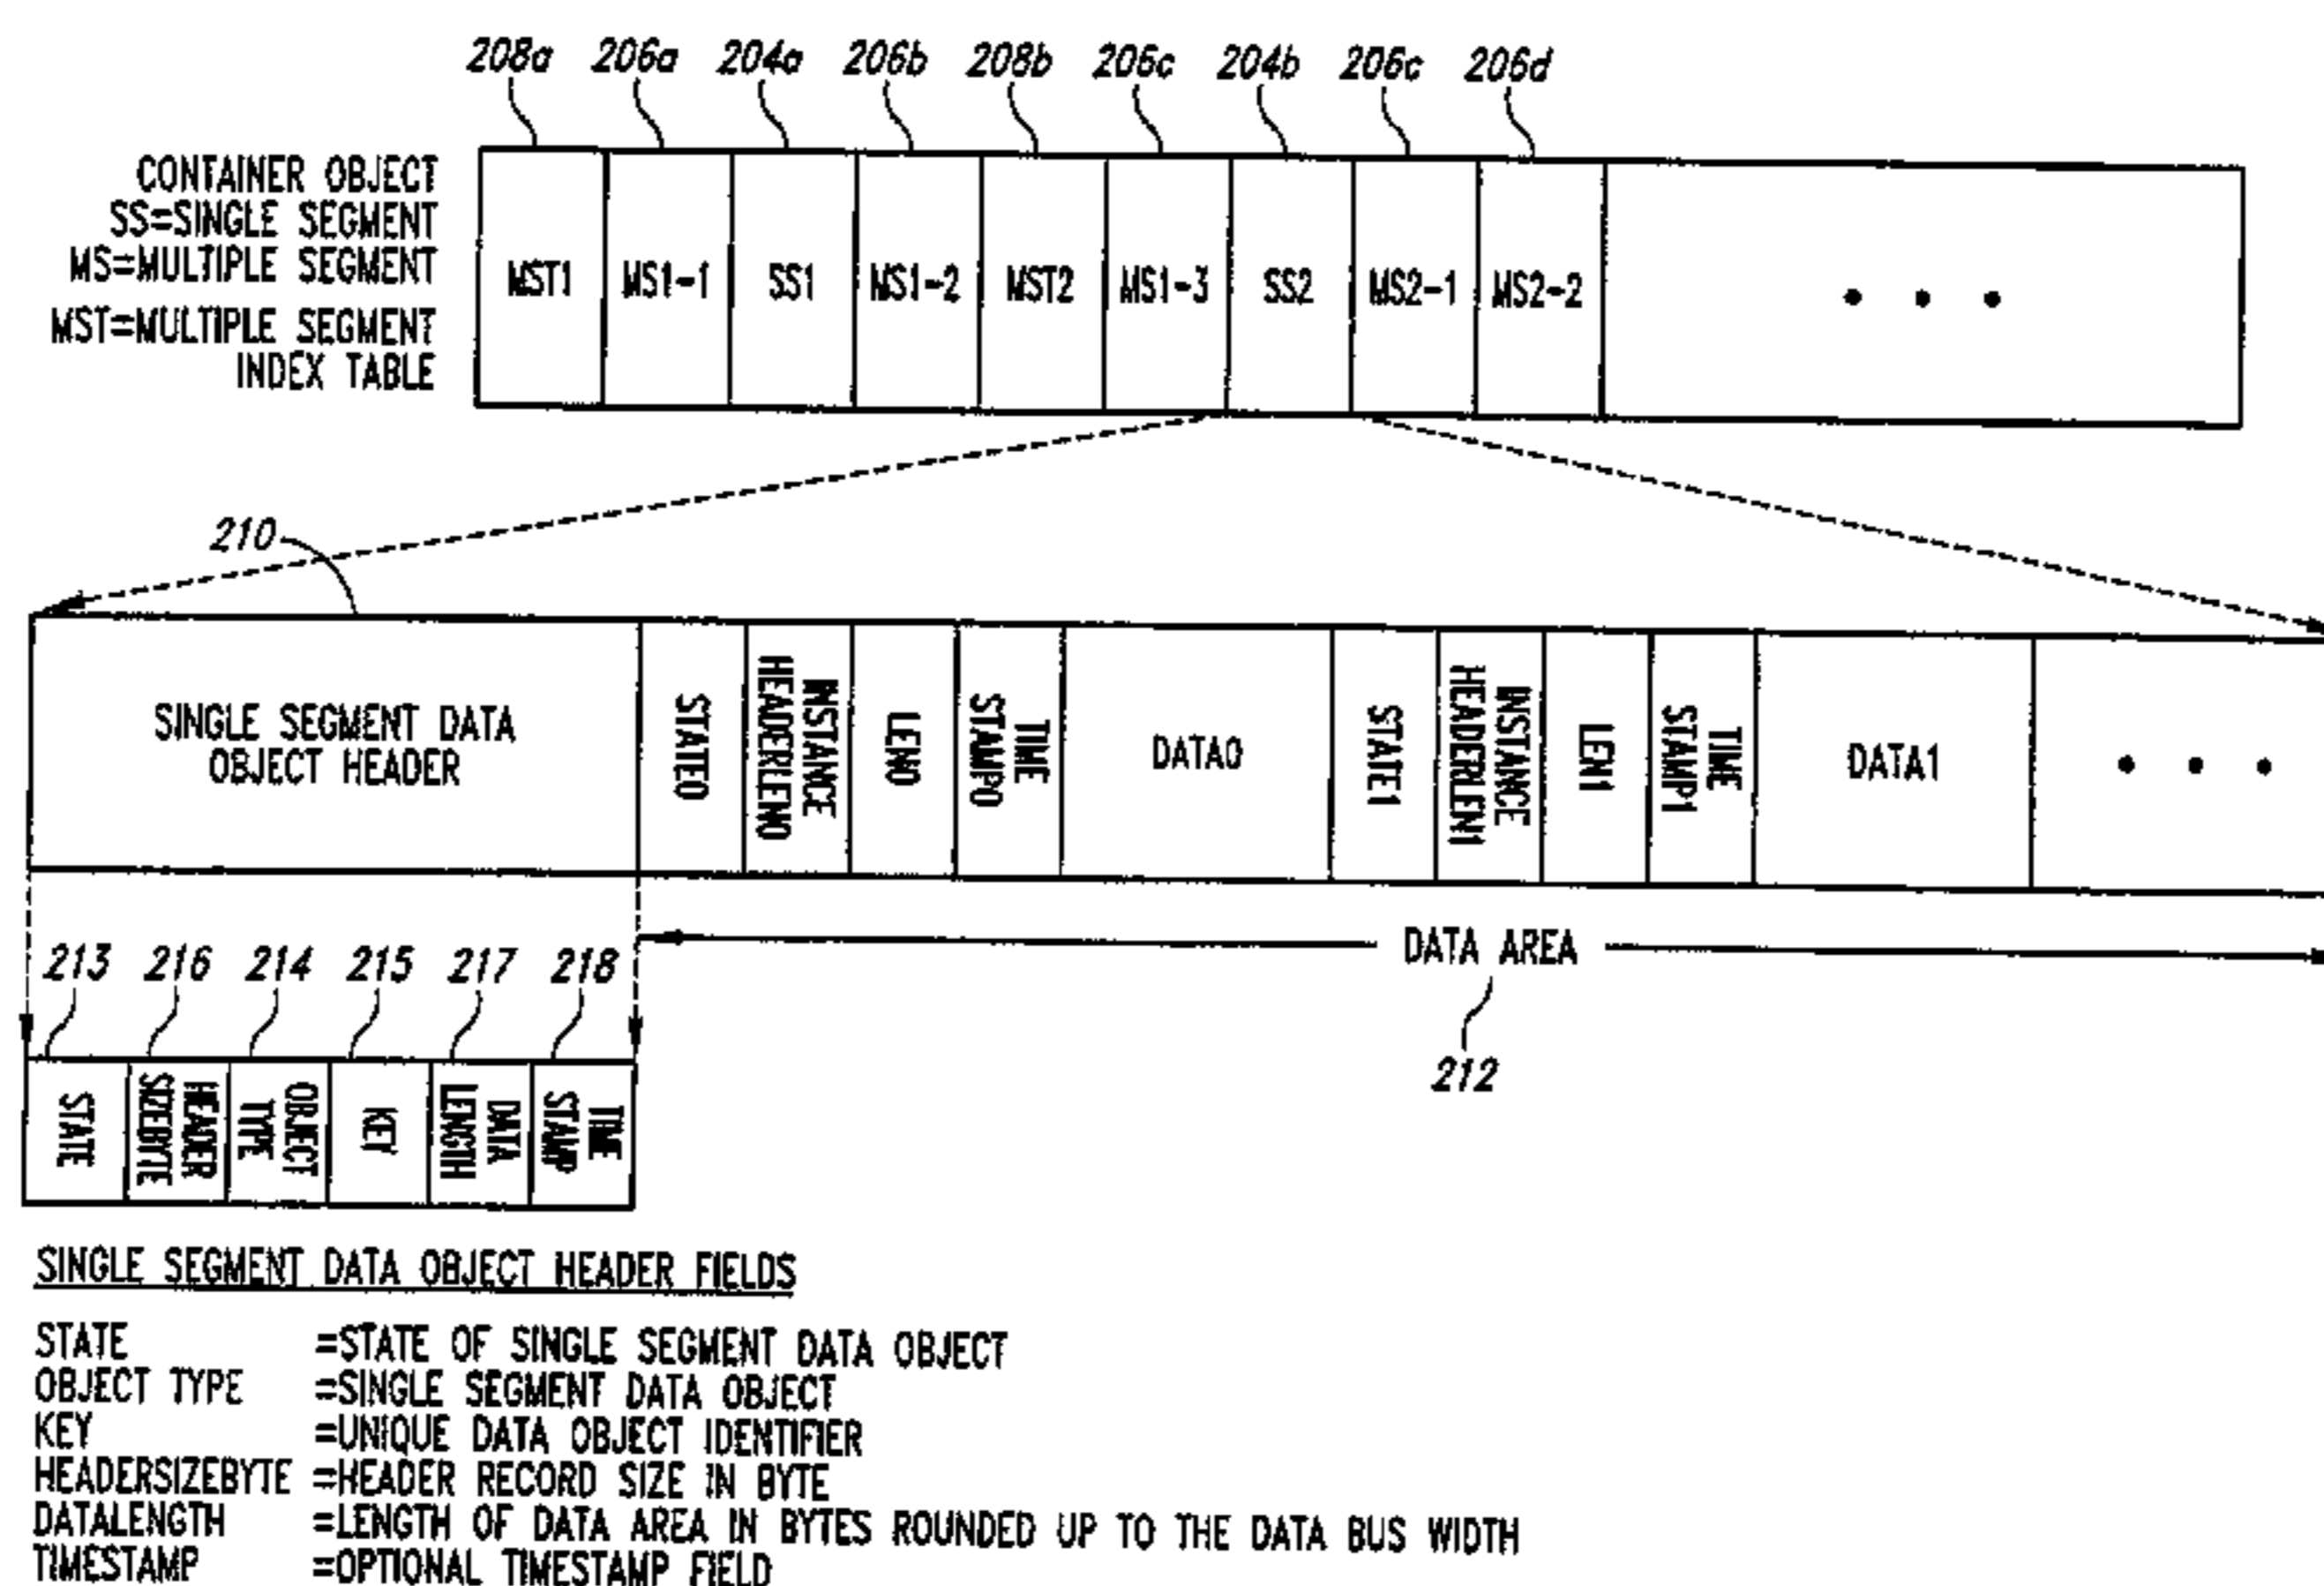 208a 206a 204a 206b 208b 206c 204b 206c 206d
CONTAINER OBJECT
SS=SINGLE SEGMENT
MS=MULTIPLE SEGMENT
MST=MULTIPLE SEGMENT
INDEX TABLE
MST1 MS1-1 SS1 MS1-2 MST2 MS1-3 SS2 MS2-1 MS2-2 • • •
210
SINGLE SEGMENT DATA
OBJECT HEADER
STATE0
INSTANCE
HEADERLEN0
LEN0
TIME
STAMP0
DATA0
STATE1
INSTANCE
HEADERLEN1
LEN1
TIME
STAMP1
DATA1
• • •
DATA AREA
212
213 216 214 215 217 218
STATE
HEADER
SIZEBYTE
OBJECT
TYPE
KEY
DATA
LENGTH
TIME
STAMP
SINGLE SEGMENT DATA OBJECT HEADER FIELDS
STATE =STATE OF SINGLE SEGMENT DATA OBJECT
OBJECT TYPE =SINGLE SEGMENT DATA OBJECT
KEY =UNIQUE DATA OBJECT IDENTIFIER
HEADERSIZEBYTE =HEADER RECORD SIZE IN BYTE
DATALENGTH =LENGTH OF DATA AREA IN BYTES ROUNDED UP TO THE DATA BUS WIDTH
TIMESTAMP =OPTIONAL TIMESTAMP FIELD